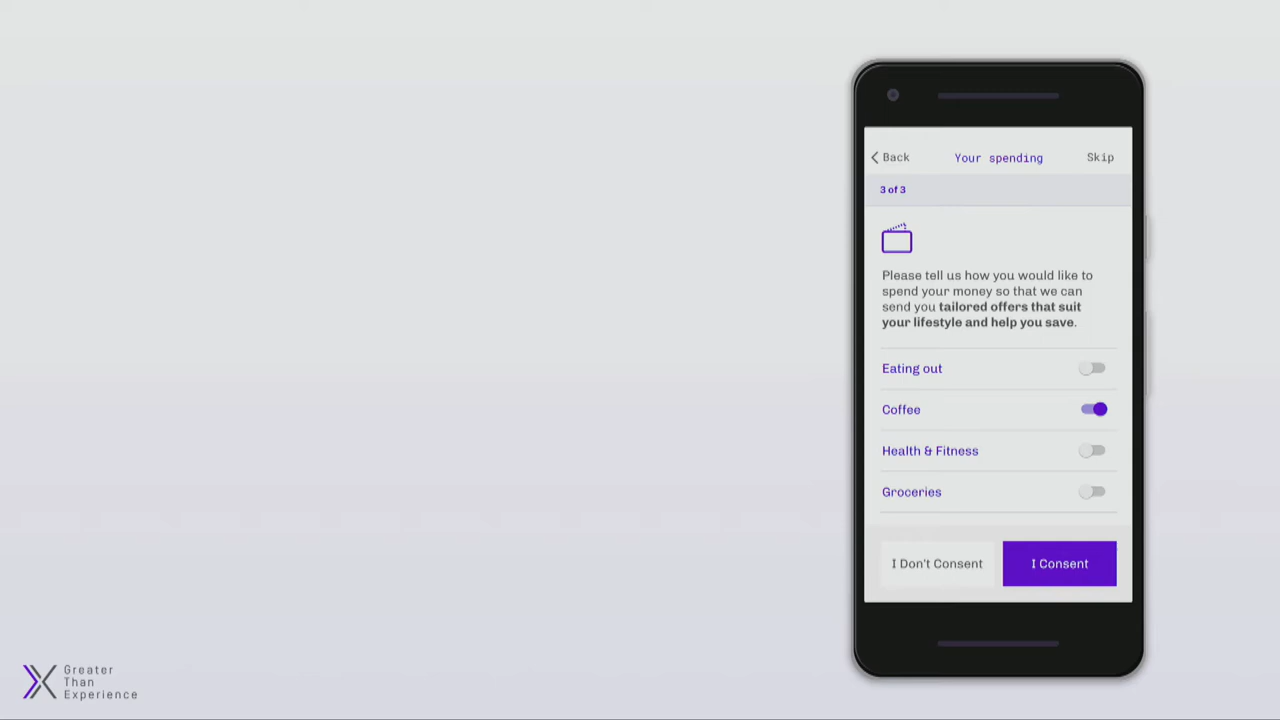 Back Your spending Skip
3 of 3
Please tell us how you would like to
spend your money so that we can
send you tailored offers that suit
your lifestyle and help you save.
Eating out
Coffee
Health & Fitness
Groceries
I Don't Consent I Consent
Greater
Than
Experience